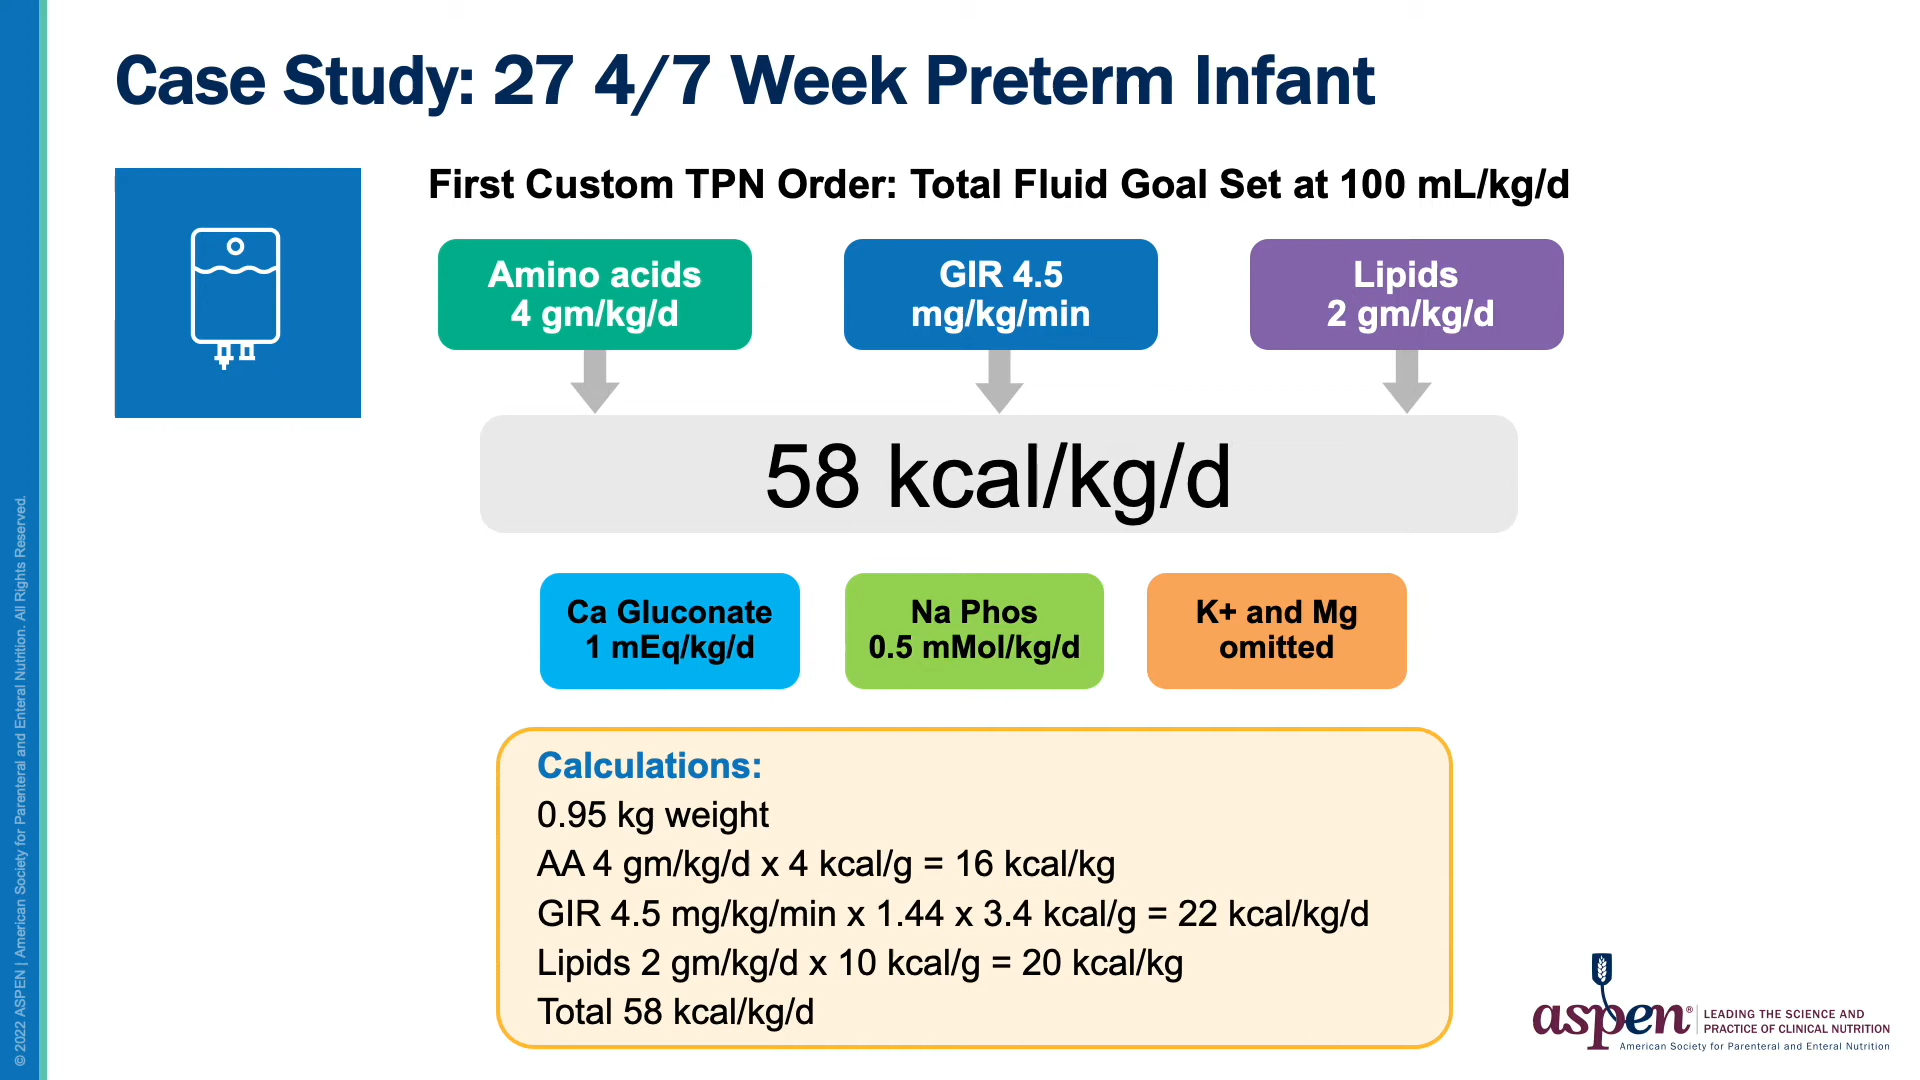 Case Study: 27 4/7 Week Preterm Infant
First Custom TPN Order: Total Fluid Goal Set at 100 mL/kg/d
Amino acids
4 gm/kg/d
GIR 4.5
mg/kg/min
Lipids
2 gm/kg/d
58 kcal/kg/d
Ca Gluconate
1 mEq/kg/d
Na Phos
0.5 mMol/kg/d
K+ and Mg
omitted
Calculations:
0.95 kg weight
AA 4 gm/kg/d x 4 kcal/g = 16 kcal/kg
GIR 4.5 mg/kg/min x 1.44 x 3.4 kcal/g = 22 kcal/kg/d
Lipids 2 gm/kg/d x 10 kcal/g = 20 kcal/kg
Total 58 kcal/kg/d
© 2022 ASPEN | American Society for Parenteral and Enteral Nutrition. All Rights Reserved.
aspen®
LEADING THE SCIENCE AND
PRACTICE OF CLINICAL NUTRITION
American Society for Parenteral and Enteral Nutrition